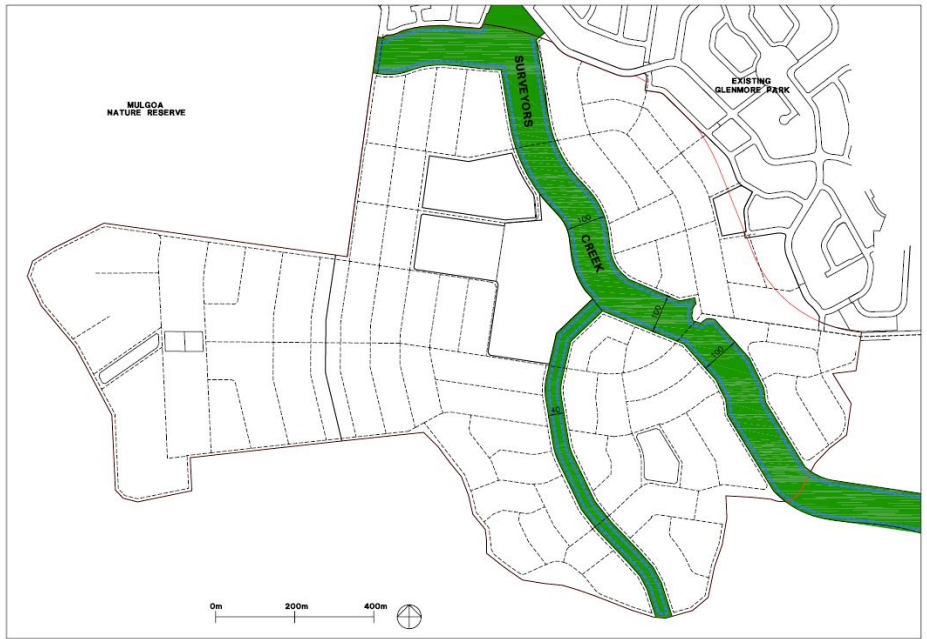 MULGOA
NATURE RESERVE
EXISTING
GLENMORE PARK
SURVEYORS
CREEK
100
100
100
40
0m 200m 400m